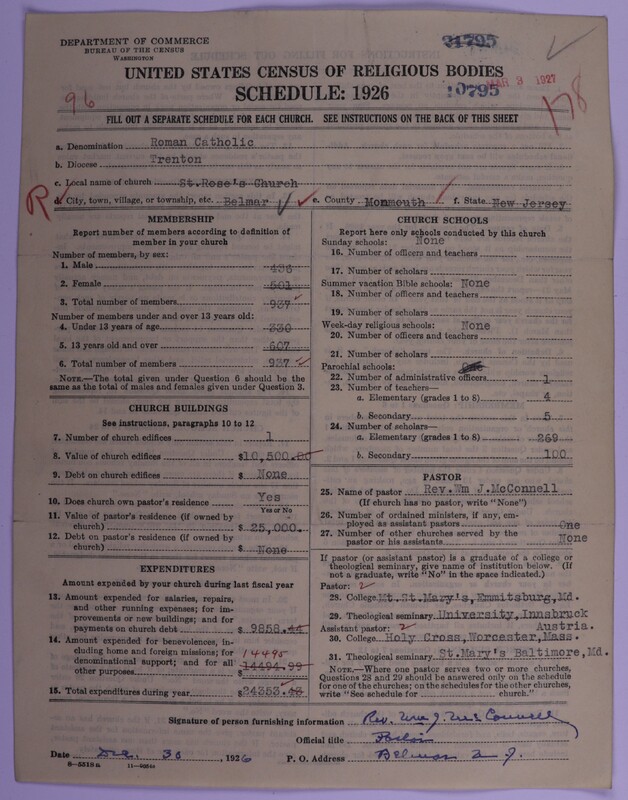 DEPARTMENT OF COMMERCE
BUREAU OF THE CENSUS
WASHINGTON
34795
MAR 3 1927
UNITED STATES CENSUS OF RELIGIOUS BODIES
SCHEDULE: 1926
10795
96
178
FILL OUT A SEPARATE SCHEDULE FOR EACH CHURCH. SEE INSTRUCTIONS ON THE BACK OF THIS SHEET
a. Denomination Roman Catholic
b. Diocese Trenton
c. Local name of church St.Rose's Church
R
d. City, town, village, or township, etc. Belmar e. County Monmouth f. State New Jersey
MEMBERSHIP
Report number of members according to definition of
member in your church
Number of members, by sex:
1. Male 436
2. Female 501
3. Total number of members 937
Number of members under and over 13 years old:
4. Under 13 years of age 330
5. 13 years old and over 607
6. Total number of members 937
NOTE.—The total given under Question 6 should be
same as the total of males and females given under Question 3.
CHURCH BUILDINGS
See instructions, paragraphs 10 to 12
7. Number of church edifices 1
8. Value of church edifices $10,500.00
9. Debt on church edifices $ None
10. Does church own pastor's residence Yes
Yes or No
11. Value of pastor's residence (if owned by
church) $ 25,000.
12. Debt on pastor's residence (if owned by
church) $ None
EXPENDITURES
Amount expended by your church during last fiscal year
13. Amount expended for salaries, repairs,
and other running expenses; for im-
provements or new buildings; and for
payments on church debt $ 9858.44
14. Amount expended for benevolences, in-
cluding home and foreign missions; for
denominational support; and for all 14495
other purposes $ 14494.99
15. Total expenditures during year $24353.43
CHURCH SCHOOLS
Report here only schools conducted by this church
Sunday schools: None
16. Number of officers and teachers
17. Number of scholars
Summer vacation Bible schools: None
18. Number of officers and teachers
19. Number of scholars
Week-day religious schools: None
20. Number of officers and teachers
21. Number of scholars
Parochial schools:
22. Number of administrative officers 1
23. Number of teachers—
a. Elementary (grades 1 to 8) 4
b. Secondary 5
24. Number of scholars—
a. Elementary (grades 1 to 8) 269
b. Secondary 100
PASTOR
25. Name of pastor Rev.Wm J.McConnell
(If church has no pastor, write "None")
26. Number of ordained ministers, if any, em-
ployed as assistant pastors One
27. Number of other churches served by the
pastor or his assistants None
If pastor (or assistant pastor) is a graduate of a college or
theological seminary, give name of institution below. (If
not a graduate, write "No" in the space indicated.)
Pastor: 2
28. College Mt.St.Mary's,Emmitsburg,Md.
29. Theological seminary University,Innsbruck
Assistant pastor: 2 Austria.
30. College Holy Cross,Worcester,Mass.
31. Theological seminary St.Mary's Baltimore,Md.
NOTE.—Where one pastor serves two or more churches,
Questions 28 and 29 should be answered only on the schedule
for one of the churches; on the schedules for the other churches,
write "See schedule for church."
Signature of person furnishing information Rev. Wm J. McConnell
Official title Pastor
Date Dec. 30, 1926 P. O. Address Belmar N. J.
8—5318a